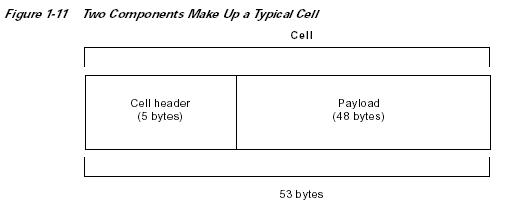 Figure 1-11 Two Components Make Up a Typical Cell
Cell
Cell header
(5 bytes)
Payload
(48 bytes)
53 bytes